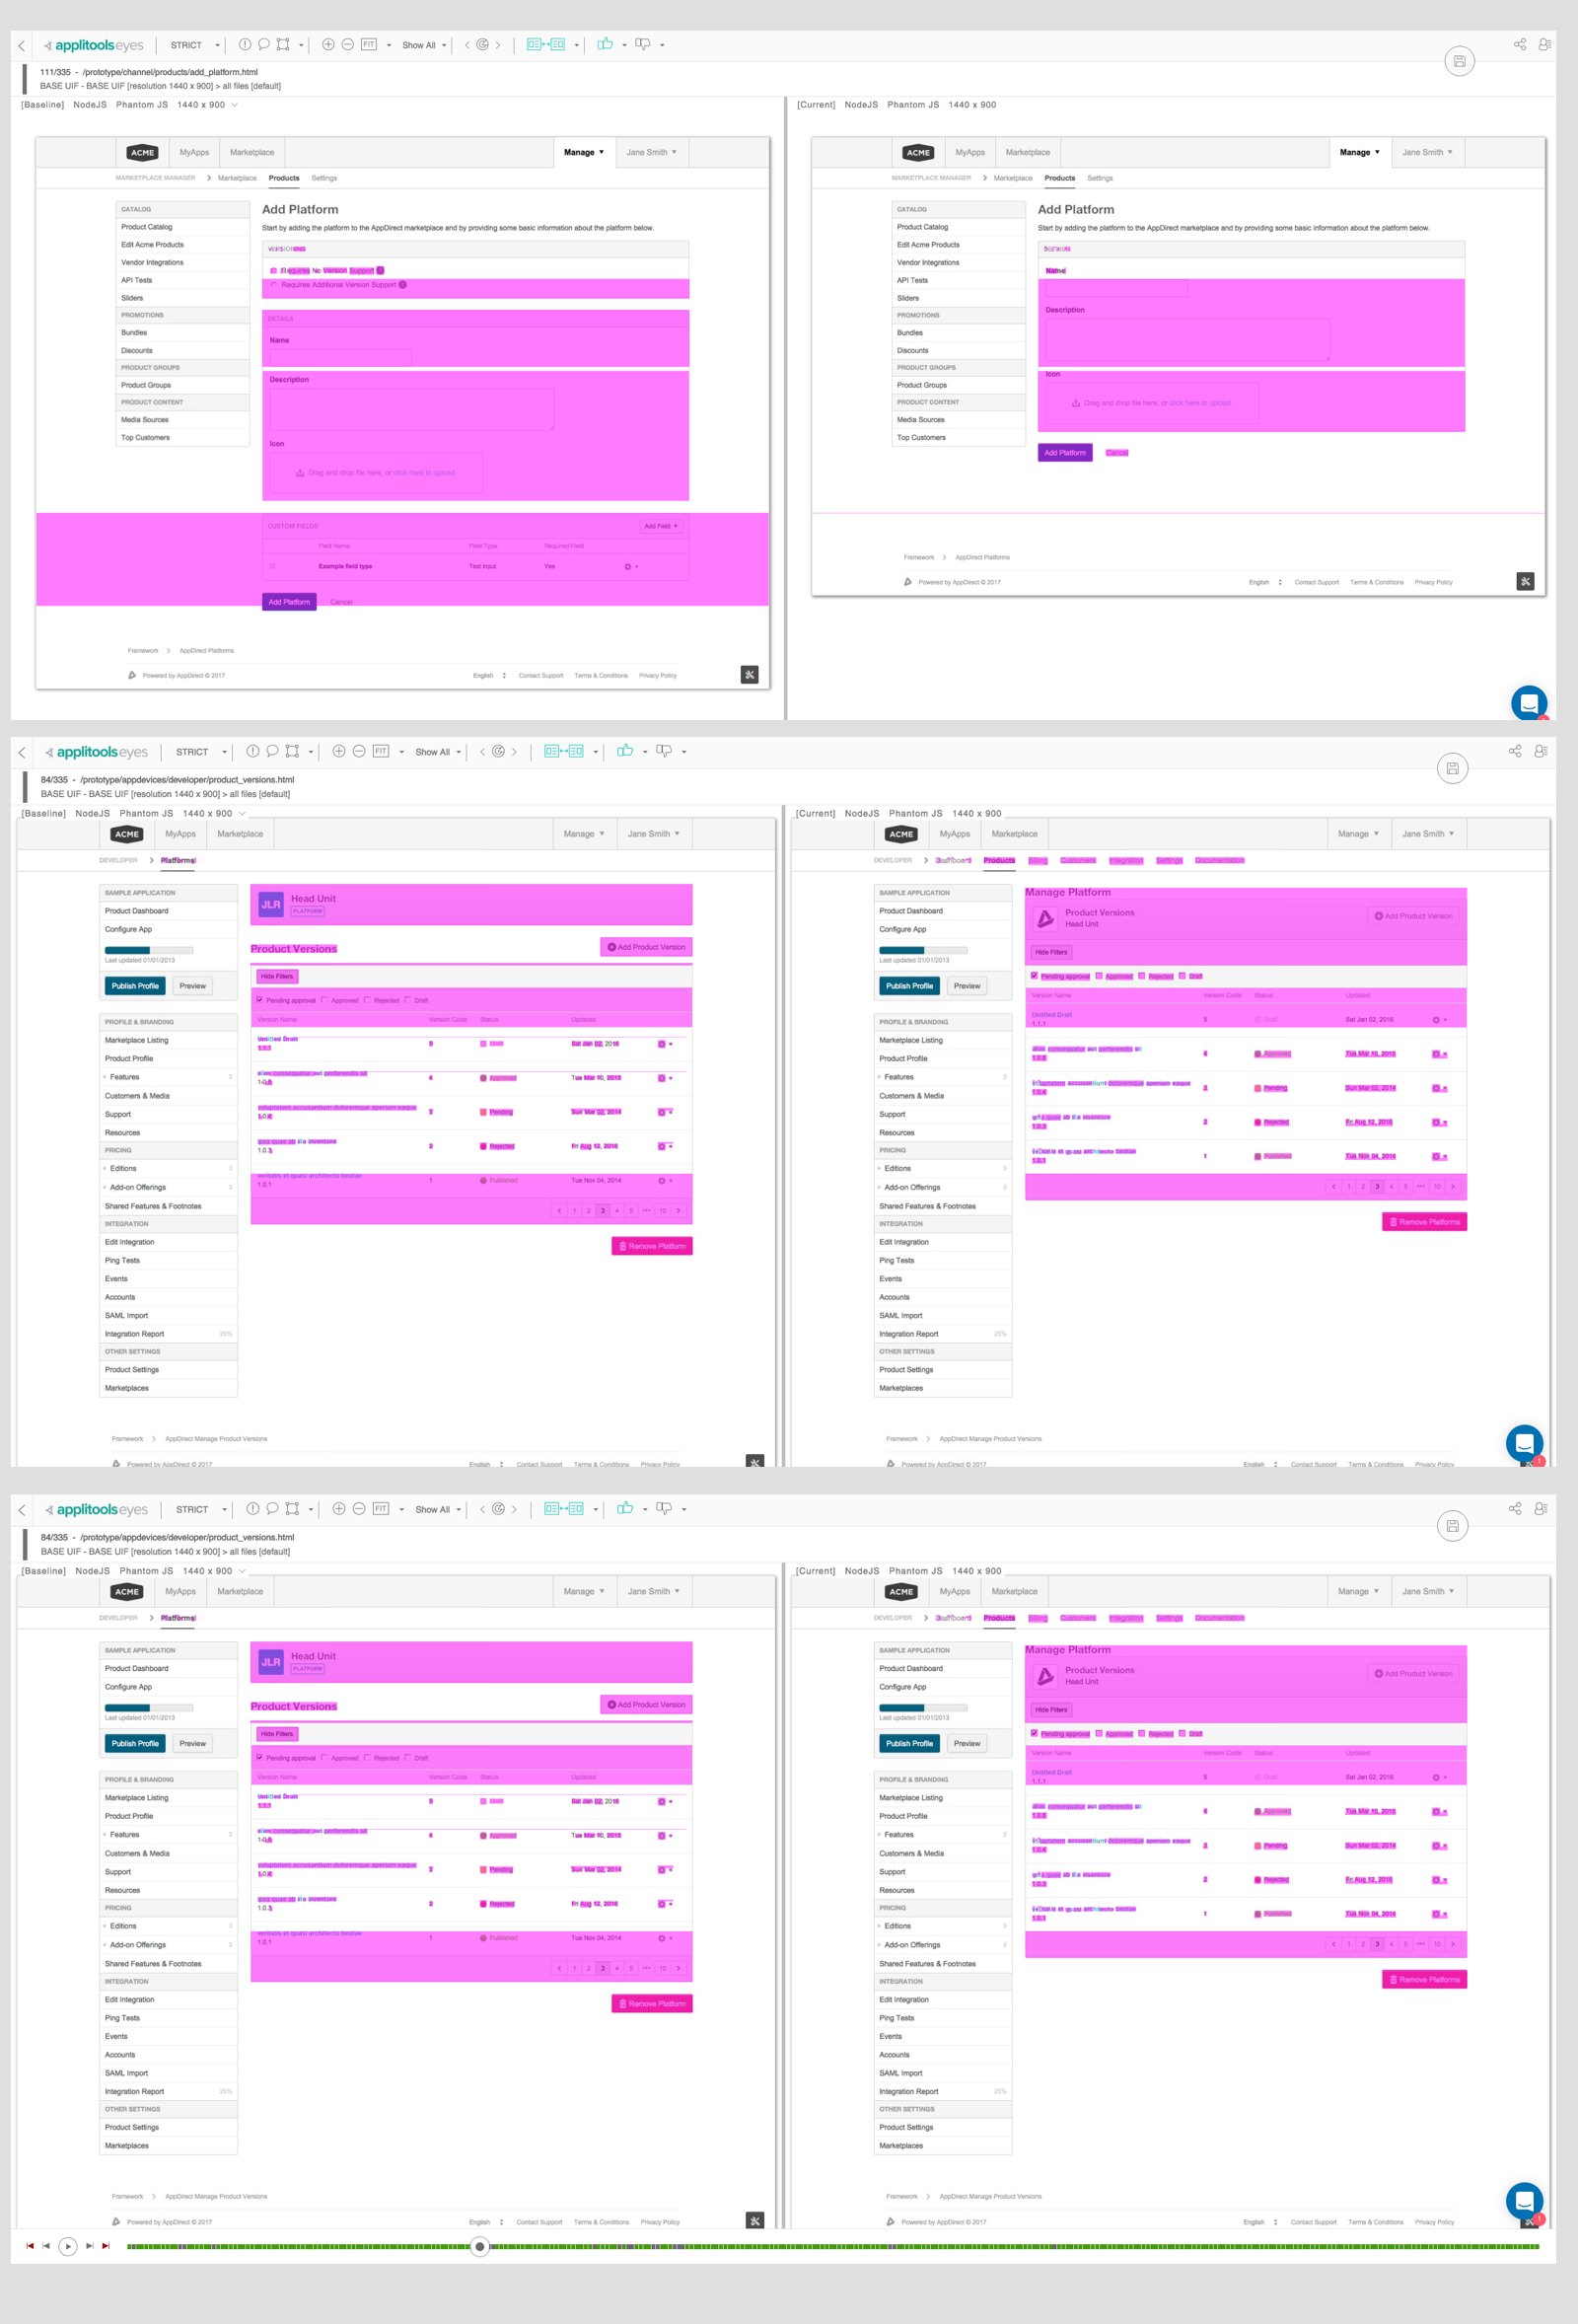 applitools eyes STRICT FIT Show All
111/335 - /prototype/channel/products/add_platform.html
BASE UIF - BASE UIF [resolution 1440 x 900] > all files [default]
[Baseline] NodeJS Phantom JS 1440 x 900
ACME MyApps Marketplace Manage Jane Smith
MARKETPLACE MANAGER Marketplace Products Settings
CATALOG
Product Catalog
Edit Acme Products
Vendor Integrations
API Tests
Sliders
PROMOTIONS
Bundles
Discounts
PRODUCT GROUPS
Product Groups
PRODUCT CONTENT
Media Sources
Top Customers
Add Platform
Start by adding the platform to the AppDirect marketplace and by providing some basic information about the platform below.
Requires No Version Support
Requires Additional Version Support
DETAILS
Name
Description
Icon
Drag and drop file here, or click here to upload
CUSTOM FIELDS Add Field
Field Name Field Type Required Field
Example field type Text input Yes
Add Platform Cancel
Framework > AppDirect Platforms
Powered by AppDirect © 2017 English Contact Support Terms & Conditions Privacy Policy
[Current] NodeJS Phantom JS 1440 x 900
ACME MyApps Marketplace Manage Jane Smith
MARKETPLACE MANAGER Marketplace Products Settings
CATALOG
Product Catalog
Edit Acme Products
Vendor Integrations
API Tests
Sliders
PROMOTIONS
Bundles
Discounts
PRODUCT GROUPS
Product Groups
PRODUCT CONTENT
Media Sources
Top Customers
Add Platform
Start by adding the platform to the AppDirect marketplace and by providing some basic information about the platform below.
Name
Description
Icon
Drag and drop file here, or click here to upload
Add Platform Cancel
Framework > AppDirect Platforms
Powered by AppDirect © 2017 English Contact Support Terms & Conditions Privacy Policy
applitools eyes STRICT FIT Show All
84/335 - /prototype/appdevices/developer/product_versions.html
BASE UIF - BASE UIF [resolution 1440 x 900] > all files [default]
[Baseline] NodeJS Phantom JS 1440 x 900
ACME MyApps Marketplace Manage Jane Smith
DEVELOPER > Platforms
SAMPLE APPLICATION
Product Dashboard
Configure App
Last updated 01/01/2013
Publish Profile Preview
PROFILE & BRANDING
Marketplace Listing
Product Profile
Features 3
Customers & Media
Support
Resources
PRICING
Editions 3
Add-on Offerings 3
Shared Features & Footnotes
INTEGRATION
Edit Integration
Ping Tests
Events
Accounts
SAML Import
Integration Report 25%
OTHER SETTINGS
Product Settings
Marketplaces
JLR Head Unit
PLATFORM
Product Versions Add Product Version
Hide Filters
Pending approval Approved Rejected Draft
Version Name Version Code Status Updated
Untitled Draft 5 Draft Sat Jan 02, 2016
1.1.1
alias consequatur aut perferendis sit 4 Approved Tue Mar 10, 2015
1.0.6
voluptatem accusantium doloremque aperiam eaque 3 Pending Sun Mar 02, 2014
1.0.4
ipsa quae ab illo inventore 2 Rejected Fri Aug 12, 2016
1.0.3
veritatis et quasi architecto beatae 1 Published Tue Nov 04, 2014
1.0.1
1 2 3 4 5 ••• 10
Remove Platform
Framework > AppDirect Manage Product Versions
Powered by AppDirect © 2017 English Contact Support Terms & Conditions Privacy Policy
[Current] NodeJS Phantom JS 1440 x 900
ACME MyApps Marketplace Manage Jane Smith
DEVELOPER > Dashboard Products Billing Customers Integration Settings Documentation
SAMPLE APPLICATION
Product Dashboard
Configure App
Last updated 01/01/2013
Publish Profile Preview
PROFILE & BRANDING
Marketplace Listing
Product Profile
Features 3
Customers & Media
Support
Resources
PRICING
Editions 3
Add-on Offerings 3
Shared Features & Footnotes
INTEGRATION
Edit Integration
Ping Tests
Events
Accounts
SAML Import
Integration Report 25%
OTHER SETTINGS
Product Settings
Marketplaces
Manage Platform
Product Versions Add Product Version
Head Unit
Hide Filters
Pending approval Approved Rejected Draft
Version Name Version Code Status Updated
Untitled Draft 5 Draft Sat Jan 02, 2016
1.1.1
alias consequatur aut perferendis sit 4 Approved Tue Mar 10, 2015
1.0.6
voluptatem accusantium doloremque aperiam eaque 3 Pending Sun Mar 02, 2014
1.0.4
quae ab illo inventore 2 Rejected Fri Aug 12, 2016
1.0.3
veritatis et quasi architecto beatae 1 Published Tue Nov 04, 2014
1.0.1
1 2 3 4 5 ••• 10
Remove Platforms
Framework > AppDirect Manage Product Versions
Powered by AppDirect © 2017 English Contact Support Terms & Conditions Privacy Policy
1
applitools eyes STRICT FIT Show All
84/335 - /prototype/appdevices/developer/product_versions.html
BASE UIF - BASE UIF [resolution 1440 x 900] > all files [default]
[Baseline] NodeJS Phantom JS 1440 x 900
ACME MyApps Marketplace Manage Jane Smith
DEVELOPER > Platforms
SAMPLE APPLICATION
Product Dashboard
Configure App
Last updated 01/01/2013
Publish Profile Preview
PROFILE & BRANDING
Marketplace Listing
Product Profile
Features 3
Customers & Media
Support
Resources
PRICING
Editions 3
Add-on Offerings 3
Shared Features & Footnotes
INTEGRATION
Edit Integration
Ping Tests
Events
Accounts
SAML Import
Integration Report 25%
OTHER SETTINGS
Product Settings
Marketplaces
JLR Head Unit
PLATFORM
Product Versions Add Product Version
Hide Filters
Pending approval Approved Rejected Draft
Version Name Version Code Status Updated
Untitled Draft 5 Draft Sat Jan 02, 2016
1.1.1
alias consequatur aut perferendis sit 4 Approved Tue Mar 10, 2015
1.0.6
voluptatem accusantium doloremque aperiam eaque 3 Pending Sun Mar 02, 2014
1.0.4
ipsa quae ab illo inventore 2 Rejected Fri Aug 12, 2016
1.0.3
veritatis et quasi architecto beatae 1 Published Tue Nov 04, 2014
1.0.1
1 2 3 4 5 ••• 10
Remove Platform
Framework > AppDirect Manage Product Versions
Powered by AppDirect © 2017 English Contact Support Terms & Conditions Privacy Policy
[Current] NodeJS Phantom JS 1440 x 900
ACME MyApps Marketplace Manage Jane Smith
DEVELOPER > Dashboard Products Billing Customers Integration Settings Documentation
SAMPLE APPLICATION
Product Dashboard
Configure App
Last updated 01/01/2013
Publish Profile Preview
PROFILE & BRANDING
Marketplace Listing
Product Profile
Features 3
Customers & Media
Support
Resources
PRICING
Editions 3
Add-on Offerings 3
Shared Features & Footnotes
INTEGRATION
Edit Integration
Ping Tests
Events
Accounts
SAML Import
Integration Report 25%
OTHER SETTINGS
Product Settings
Marketplaces
Manage Platform
Product Versions Add Product Version
Head Unit
Hide Filters
Pending approval Approved Rejected Draft
Version Name Version Code Status Updated
Untitled Draft 5 Draft Sat Jan 02, 2016
1.1.1
alias consequatur aut perferendis sit 4 Approved Tue Mar 10, 2015
1.0.6
voluptatem accusantium doloremque aperiam eaque 3 Pending Sun Mar 02, 2014
1.0.4
quae ab illo inventore 2 Rejected Fri Aug 12, 2016
1.0.3
veritatis et quasi architecto beatae 1 Published Tue Nov 04, 2014
1.0.1
1 2 3 4 5 ••• 10
Remove Platforms
Framework > AppDirect Manage Product Versions
Powered by AppDirect © 2017 English Contact Support Terms & Conditions Privacy Policy
1